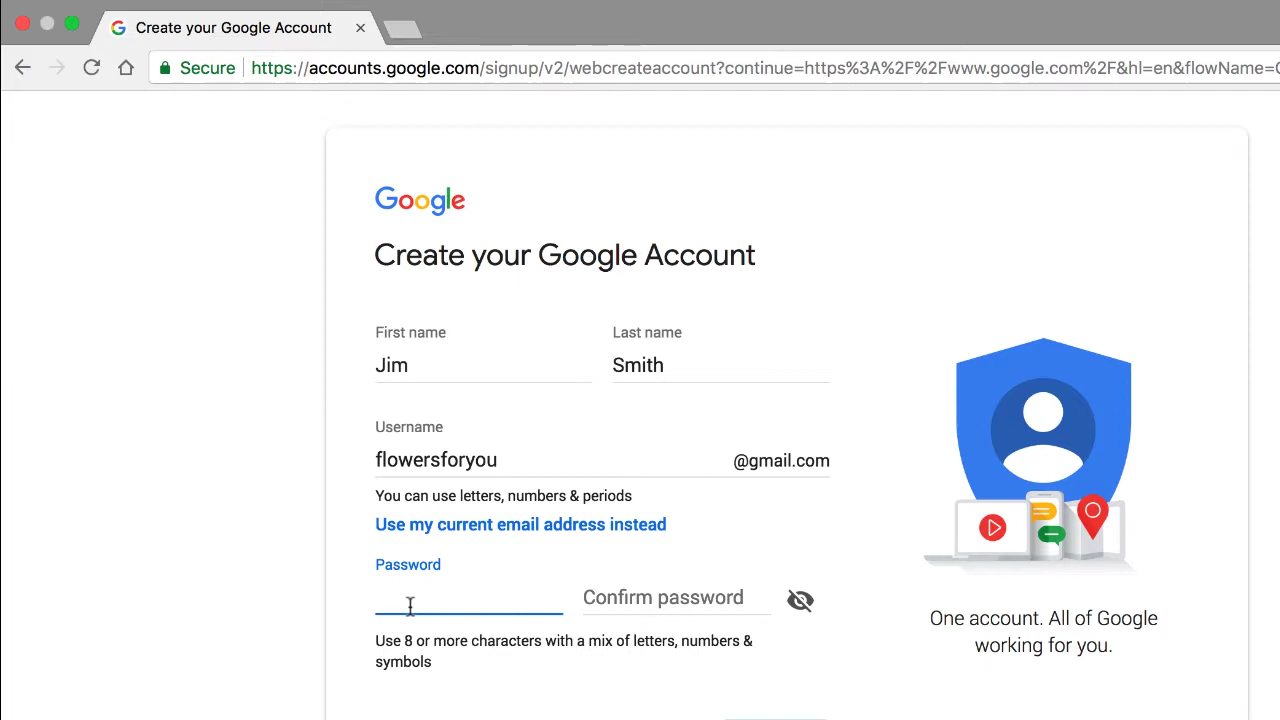 Create your Google Account
Secure https://accounts.google.com/signup/v2/webcreateaccount?continue=https%3A%2F%2Fwww.google.com%2F&hl=en&flowName=
Google
Create your Google Account
First name Last name
Jim Smith
Username
flowersforyou @gmail.com
You can use letters, numbers & periods
Use my current email address instead
Password
Confirm password
Use 8 or more characters with a mix of letters, numbers &
symbols
One account. All of Google
working for you.